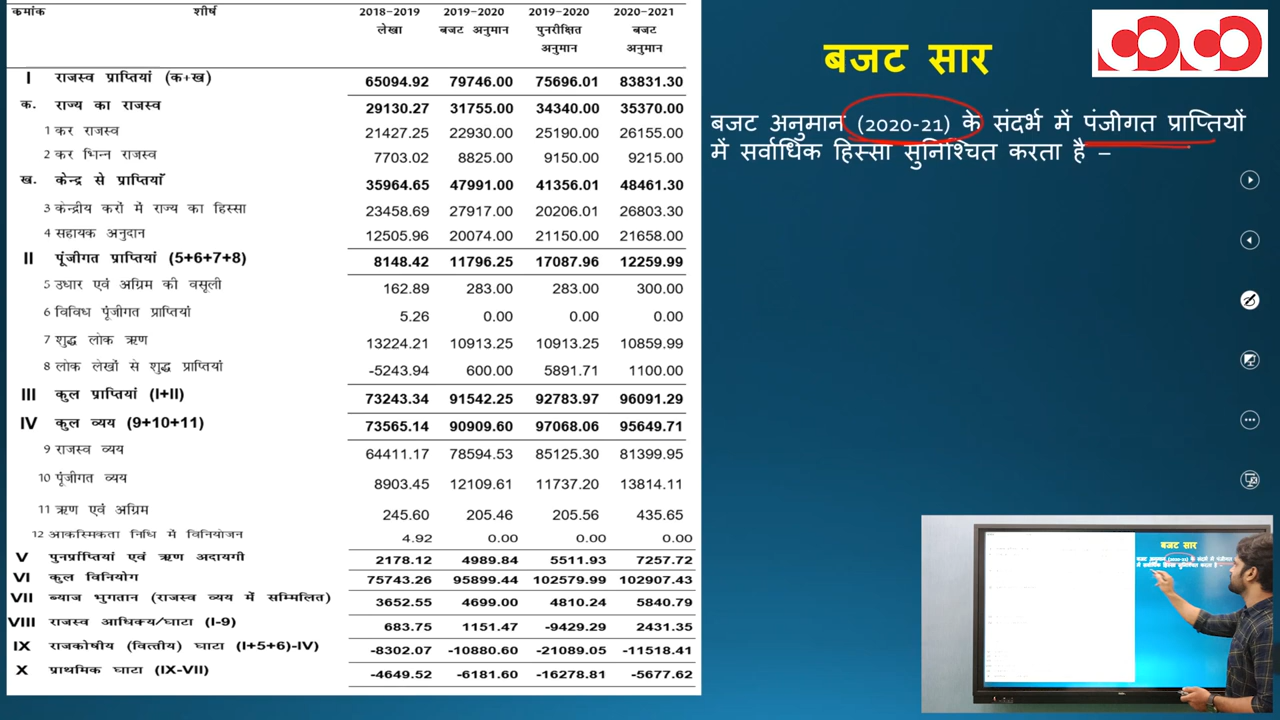 कमांक शीर्ष 2018-2019 2019-2020 2019-2020 2020-2021
लेखा बजट अनुमान पुनरीक्षित बजट
अनुमान अनुमान
I राजस्व प्राप्तियां (क+ख) 65094.92 79746.00 75696.01 83831.30
क. राज्य का राजस्व 29130.27 31755.00 34340.00 35370.00
1 कर राजस्व 21427.25 22930.00 25190.00 26155.00
2 कर भिन्न राजस्व 7703.02 8825.00 9150.00 9215.00
ख. केन्द्र से प्राप्तियाँ 35964.65 47991.00 41356.01 48461.30
3 केन्द्रीय करों में राज्य का हिस्सा 23458.69 27917.00 20206.01 26803.30
4 सहायक अनुदान 12505.96 20074.00 21150.00 21658.00
II पूंजीगत प्राप्तियां (5+6+7+8) 8148.42 11796.25 17087.96 12259.99
5 उधार एवं अग्रिम की वसूली 162.89 283.00 283.00 300.00
6 विविध पूंजीगत प्राप्तियां 5.26 0.00 0.00 0.00
7 शुद्ध लोक ऋण 13224.21 10913.25 10913.25 10859.99
8 लोक लेखों से शुद्ध प्राप्तियां -5243.94 600.00 5891.71 1100.00
III कुल प्राप्तियां (I+II) 73243.34 91542.25 92783.97 96091.29
IV कुल व्यय (9+10+11) 73565.14 90909.60 97068.06 95649.71
9 राजस्व व्यय 64411.17 78594.53 85125.30 81399.95
10 पूंजीगत व्यय 8903.45 12109.61 11737.20 13814.11
11 ऋण एवं अग्रिम 245.60 205.46 205.56 435.65
12 आकस्मिकता निधि में विनियोजन 4.92 0.00 0.00 0.00
V पुनर्प्राप्तियां एवं ऋण अदायगी 2178.12 4989.84 5511.93 7257.72
VI कुल विनियोग 75743.26 95899.44 102579.99 102907.43
VII ब्याज भुगतान (राजस्व व्यय में सम्मिलित) 3652.55 4699.00 4810.24 5840.79
VIII राजस्व आधिक्य/घाटा (I-9) 683.75 1151.47 -9429.29 2431.35
IX राजकोषीय (वित्तीय) घाटा (I+5+6)-IV) -8302.07 -10880.60 -21089.05 -11518.41
X प्राथमिक घाटा (IX-VII) -4649.52 -6181.60 -16278.81 -5677.62
बजट सार
बजट अनुमान (2020-21) के संदर्भ में पंजीगत प्राप्तियों
में सर्वाधिक हिस्सा सुनिश्चित करता है –
बजट सार
बजट अनुमान (2020-21) के संदर्भ में पंजीगत
में सर्वाधिक हिस्सा सुनिश्चित करता है –